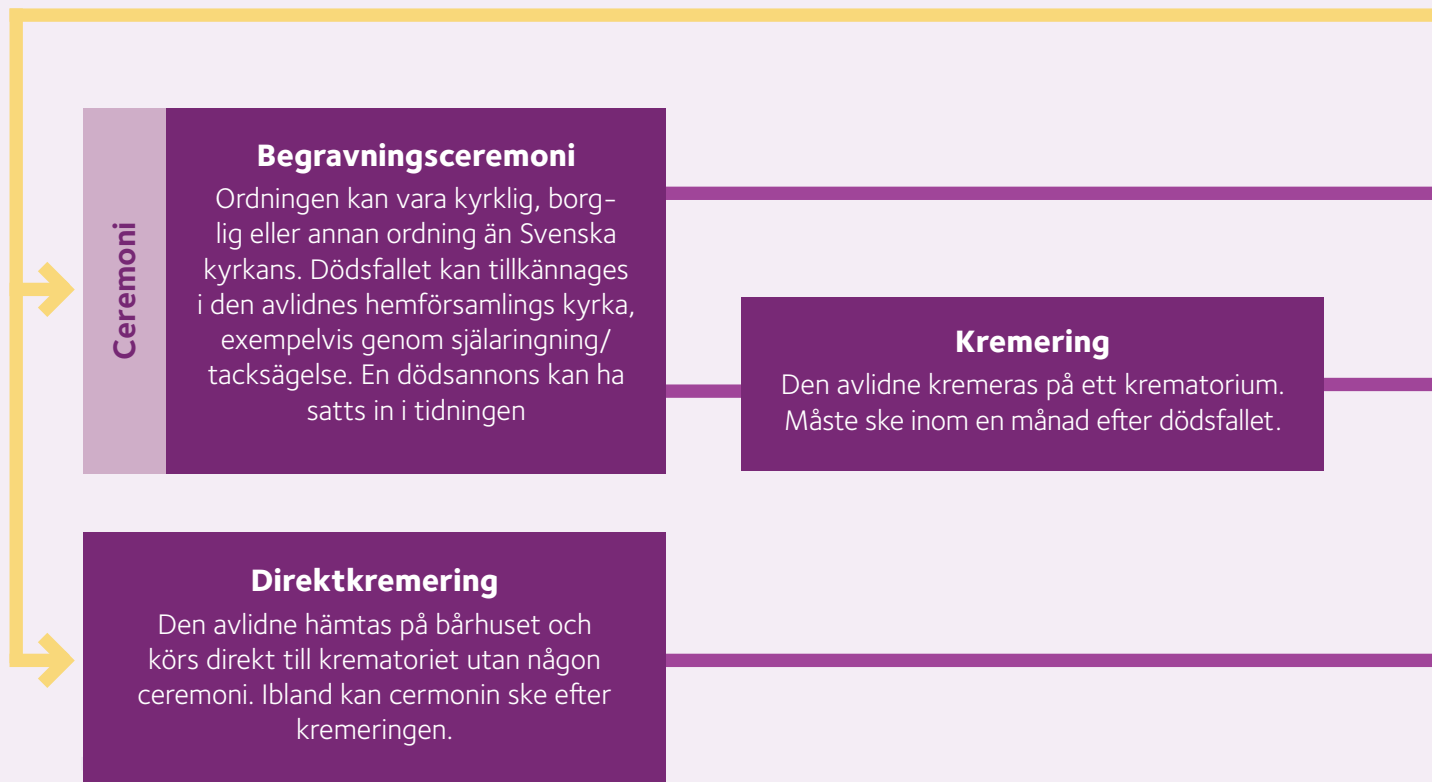 Ceremoni
Begravningsceremoni
Ordningen kan vara kyrklig, borg-
lig eller annan ordning än Svenska
kyrkans. Dödsfallet kan tillkännages
i den avlidnes hemförsamlings kyrka,
exempelvis genom själaringning/
tacksägelse. En dödsannons kan ha
satts in i tidningen
Kremering
Den avlidne kremeras på ett krematorium.
Måste ske inom en månad efter dödsfallet.
Direktkremering
Den avlidne hämtas på bårhuset och
körs direkt till krematoriet utan någon
ceremoni. Ibland kan cermonin ske efter
kremeringen.